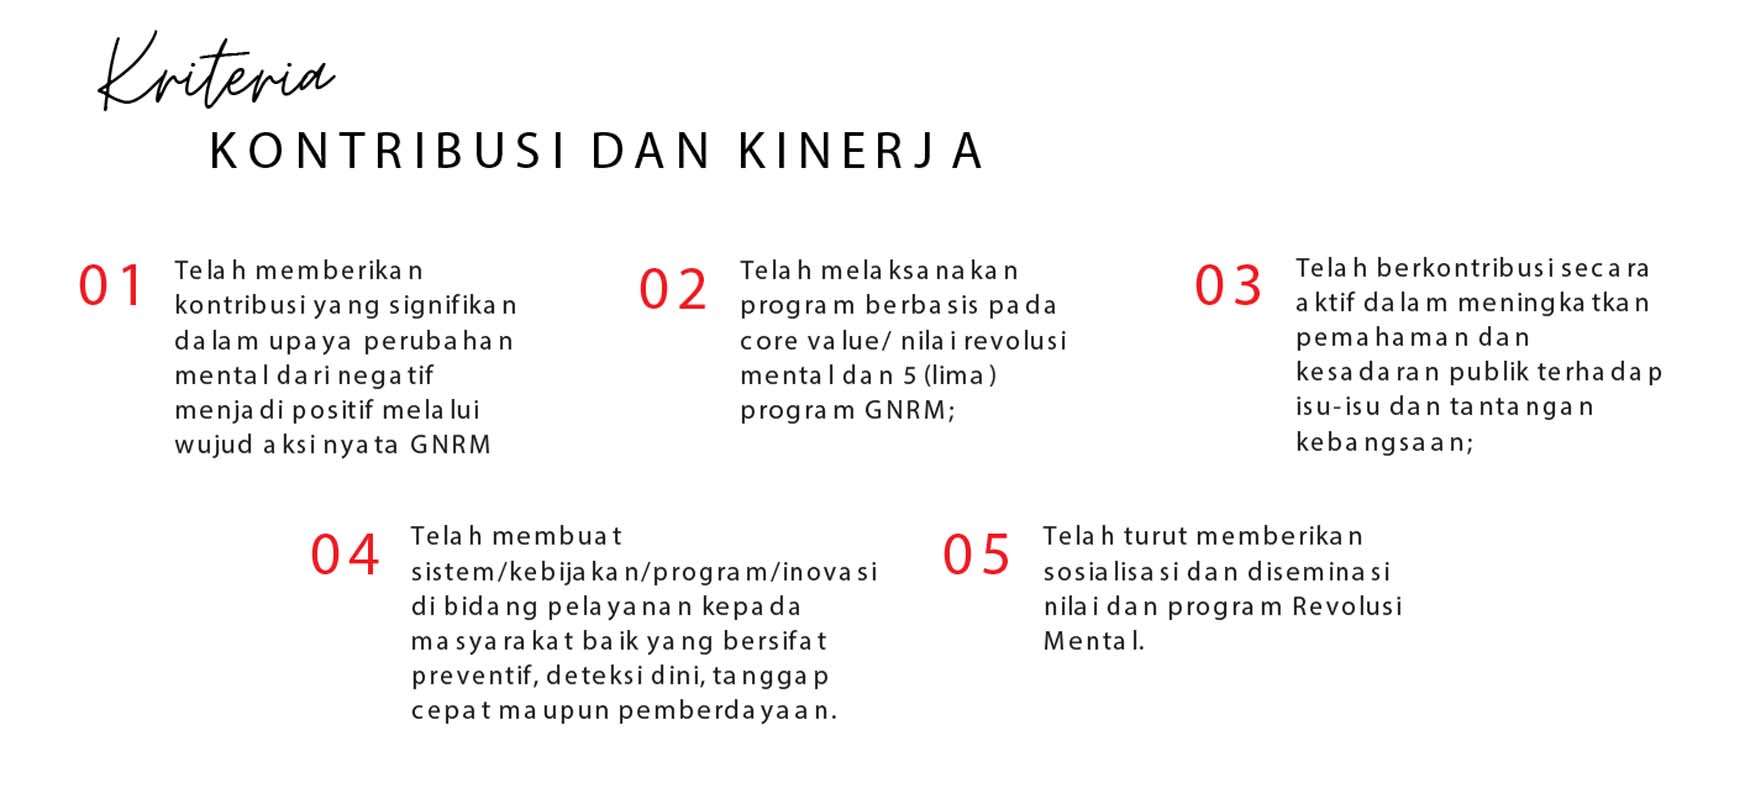 Kriteria
KONTRIBUSI DAN KINERJA
01
Telah memberikan
kontribusi yang signifikan
dalam upaya perubahan
mental dari negatif
menjadi positif melalui
wujud aksi nyata GNRM
02
Telah melaksanakan
program berbasis pada
core value/ nilai revolusi
mental dan 5 (lima)
program GNRM;
03
Telah berkontribusi secara
aktif dalam meningkatkan
pemahaman dan
kesadaran publik terhadap
isu-isu dan tantangan
kebangsaan;
04
Telah membuat
sistem/kebijakan/program/inovasi
di bidang pelayanan kepada
masyarakat baik yang bersifat
preventif, deteksi dini, tanggap
cepat maupun pemberdayaan.
05
Telah turut memberikan
sosialisasi dan diseminasi
nilai dan program Revolusi
Mental.